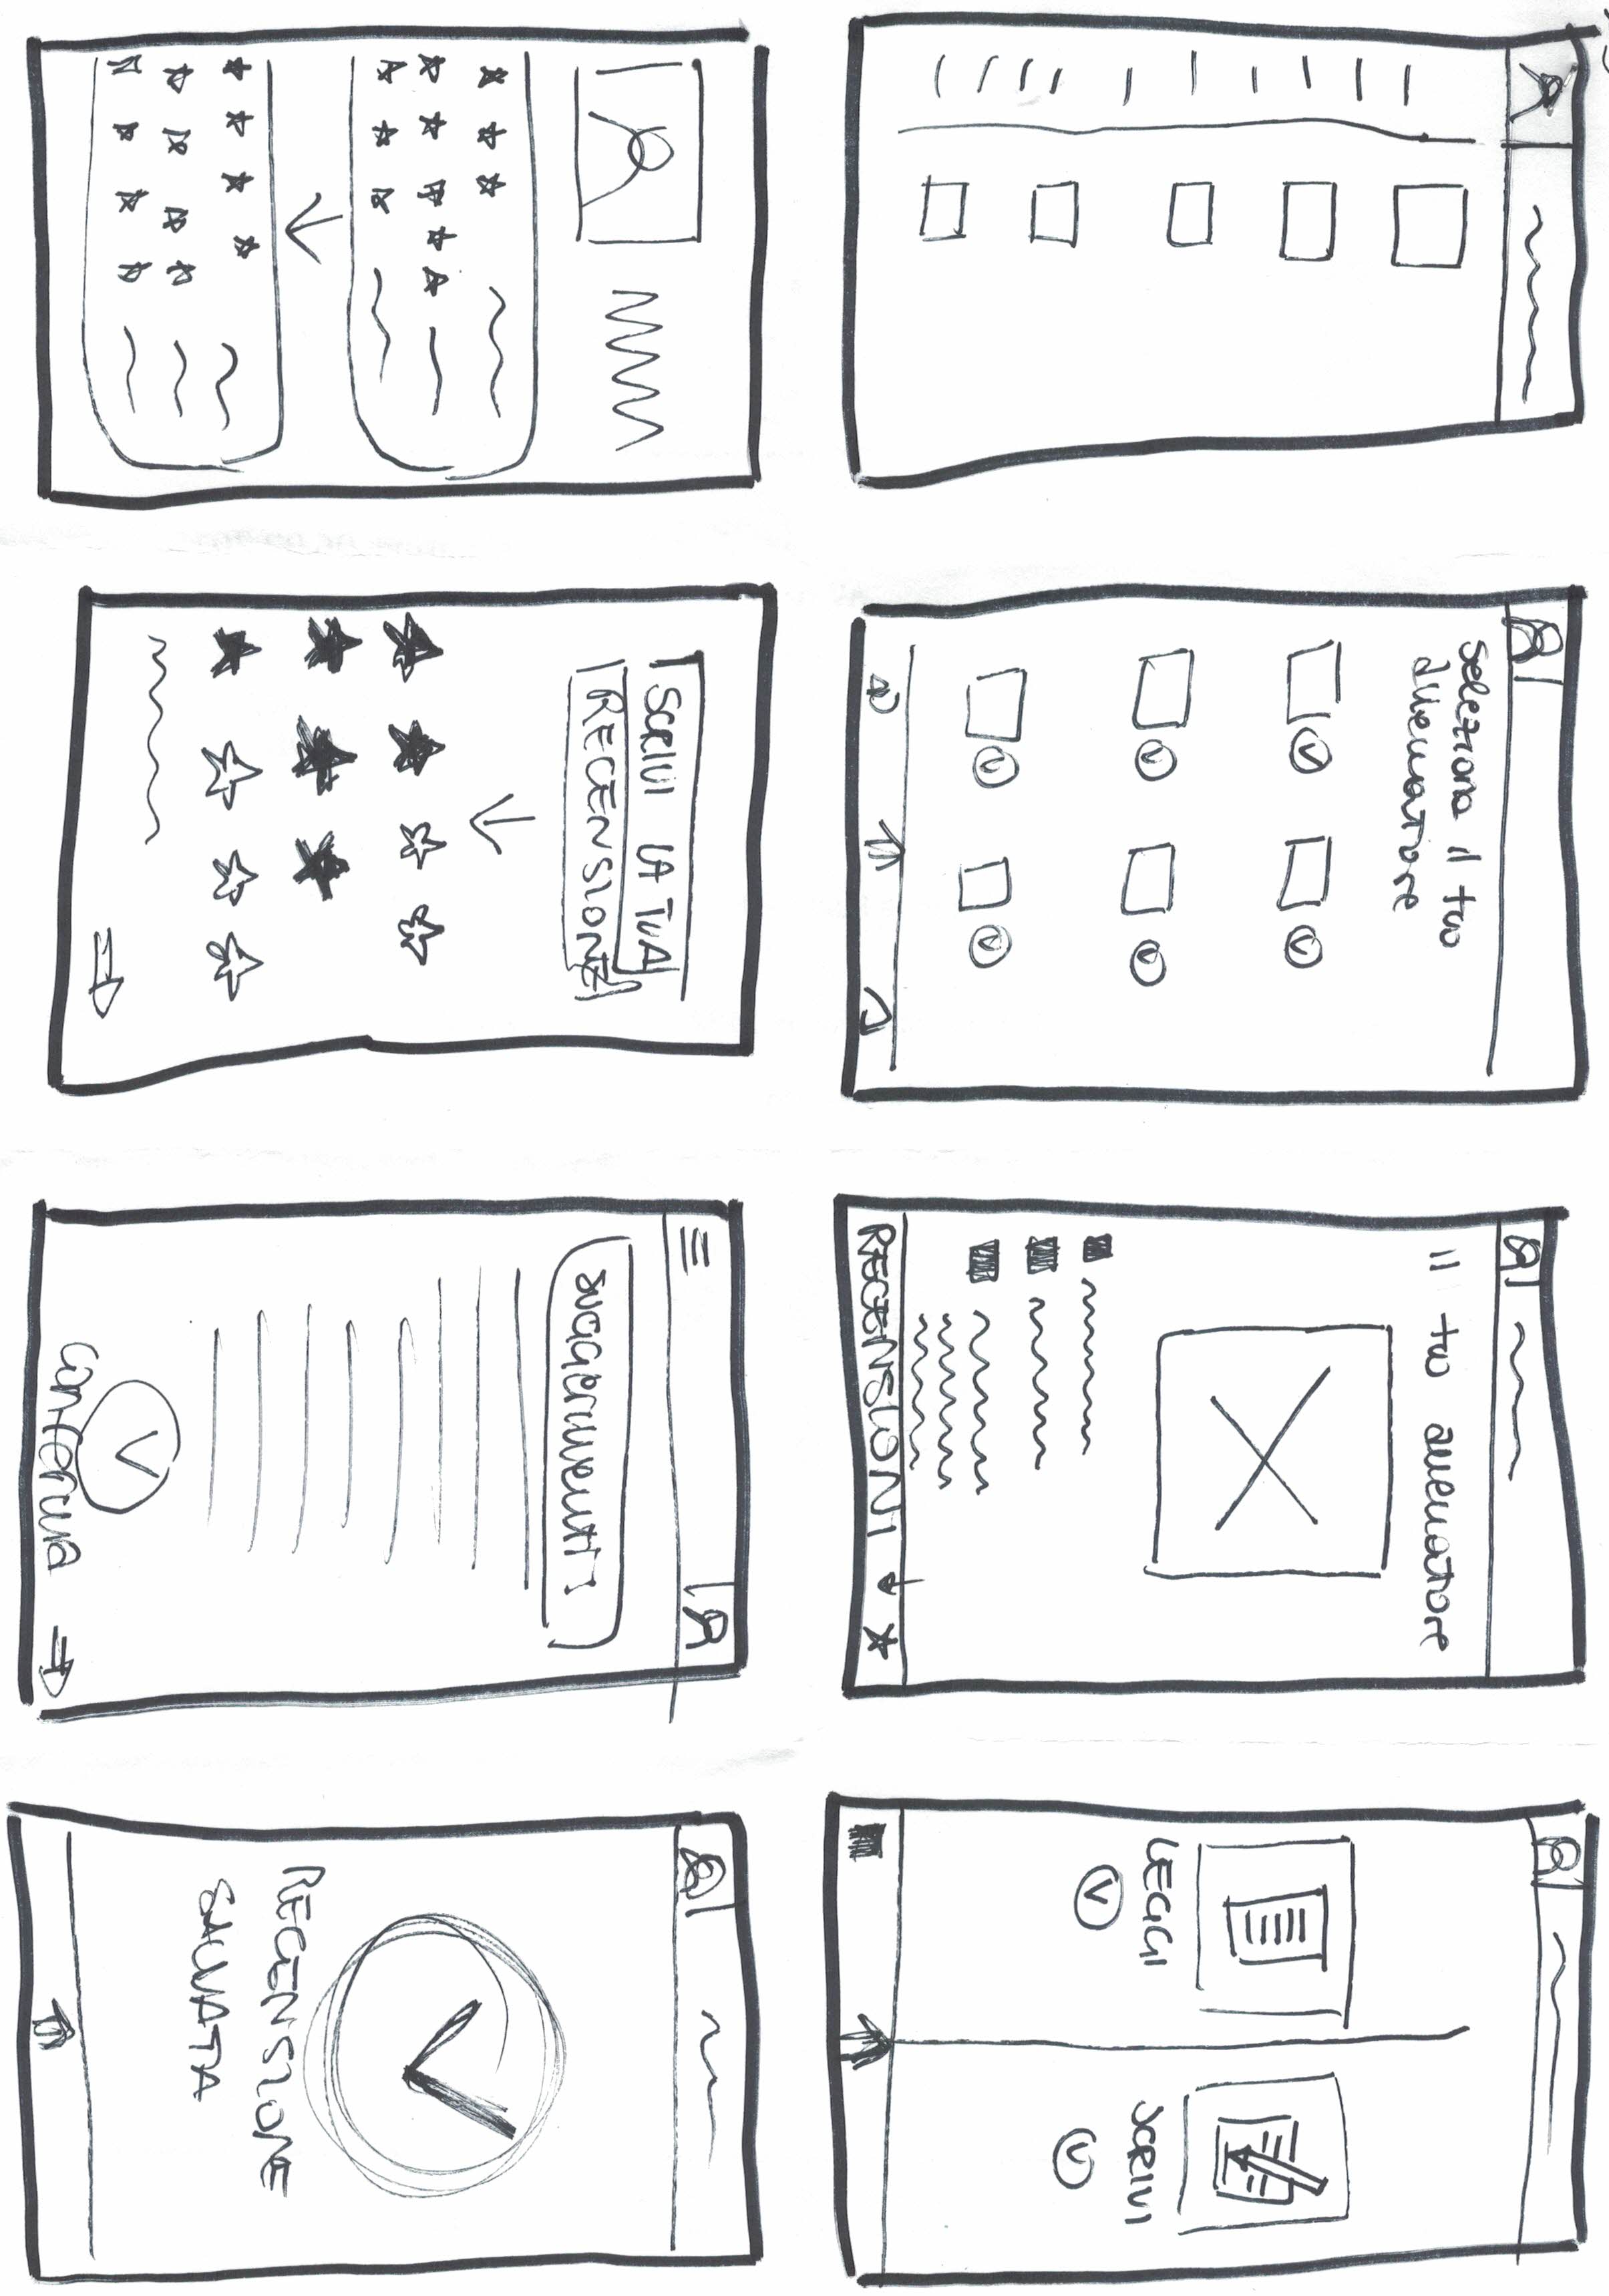 Seleziona il tuo
allenatore
Il tuo allenatore
RECENSIONI
LEGGI
SCRIVI
SCRIVI LA TUA
RECENSIONE
SUGGERIMENTI:
conferma
RECENSIONE
SALVATA